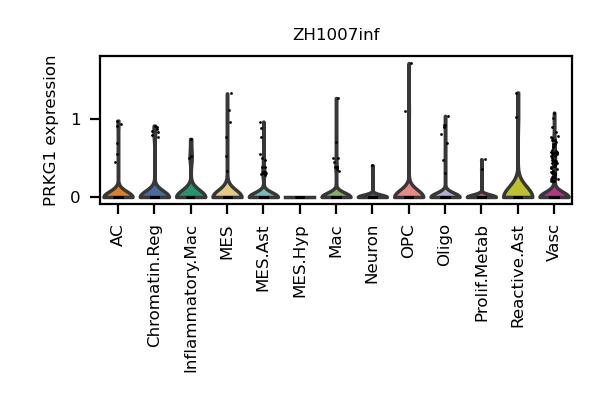 ZH1007inf
PRKG1 expression
1
0
AC
Chromatin.Reg
Inflammatory.Mac
MES
MES.Ast
MES.Hyp
Mac
Neuron
OPC
Oligo
Prolif.Metab
Reactive.Ast
Vasc